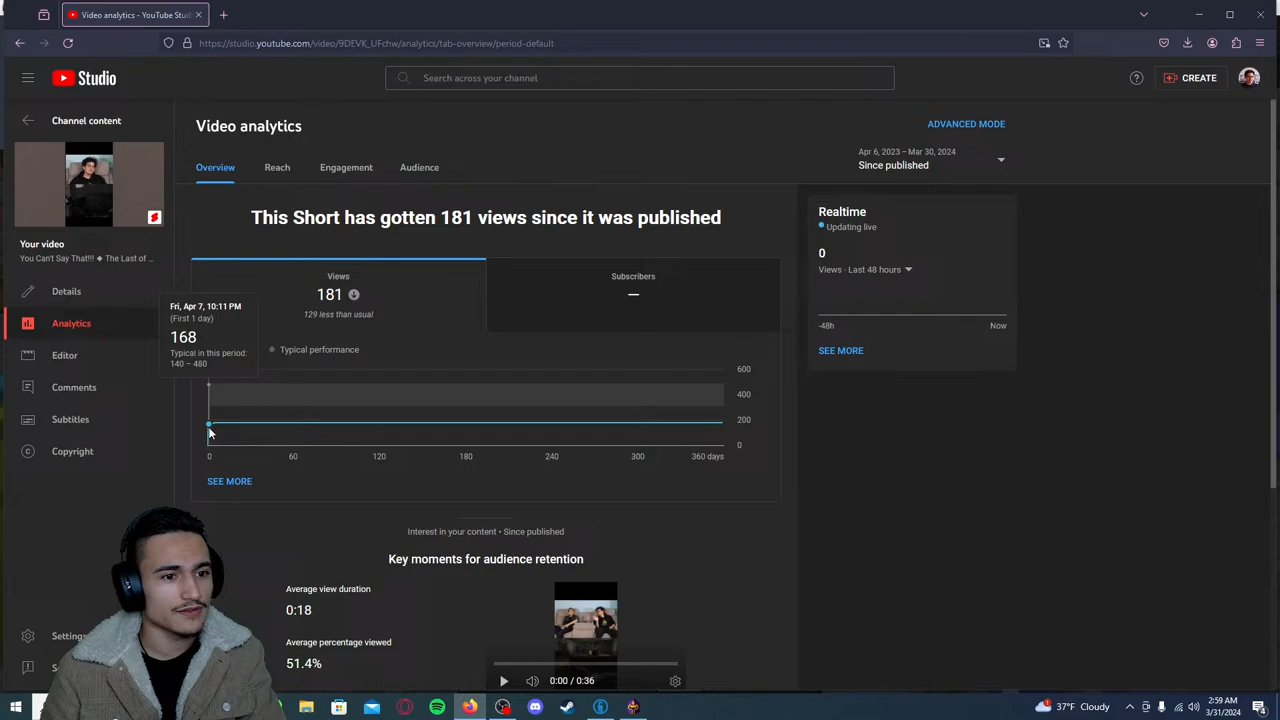 Video analytics - YouTube Stud
https://studio.youtube.com/video/9DEVK_UFchw/analytics/tab-overview/period-default
Studio
Search across your channel
CREATE
Channel content
Your video
You Can't Say That!!! ◆ The Last of ...
Details
Analytics
Editor
Comments
Subtitles
Copyright
Settings
Video analytics
ADVANCED MODE
Apr 6, 2023 – Mar 30, 2024
Since published
Overview
Reach
Engagement
Audience
This Short has gotten 181 views since it was published
Views
181
129 less than usual
Subscribers
—
Fri, Apr 7, 10:11 PM
(First 1 day)
168
Typical in this period:
140 – 480
Typical performance
600
400
200
0
0 60 120 180 240 300 360 days
SEE MORE
Realtime
Updating live
0
Views · Last 48 hours
-48h Now
SEE MORE
Interest in your content • Since published
Key moments for audience retention
Average view duration
0:18
Average percentage viewed
51.4%
0:00 / 0:36
37°F Cloudy
2:59 AM
3/31/2024